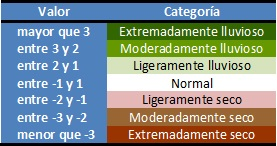 Valor Categoría
mayor que 3 Extremadamente lluvioso
entre 3 y 2 Moderadamente lluvioso
entre 2 y 1 Ligeramente lluvioso
entre -1 y 1 Normal
entre -2 y -1 Ligeramente seco
entre -3 y -2 Moderadamente seco
menor que -3 Extremadamente seco